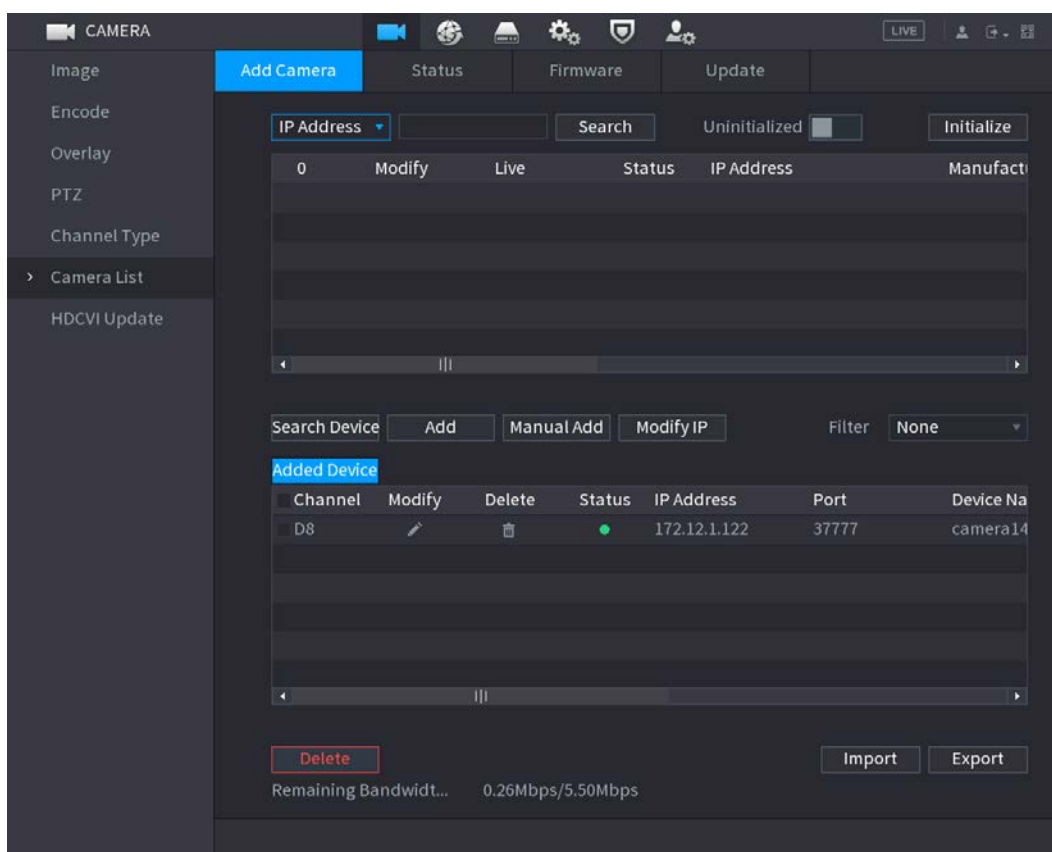 CAMERA
LIVE
Image
Encode
Overlay
PTZ
Channel Type
Camera List
HDCVI Update
Add Camera Status Firmware Update
IP Address Search Uninitialized Initialize
0 Modify Live Status IP Address Manufact
Search Device Add Manual Add Modify IP Filter None
Added Device
Channel Modify Delete Status IP Address Port Device Na
D8 172.12.1.122 37777 camera14
Delete Import Export
Remaining Bandwidt... 0.26Mbps/5.50Mbps